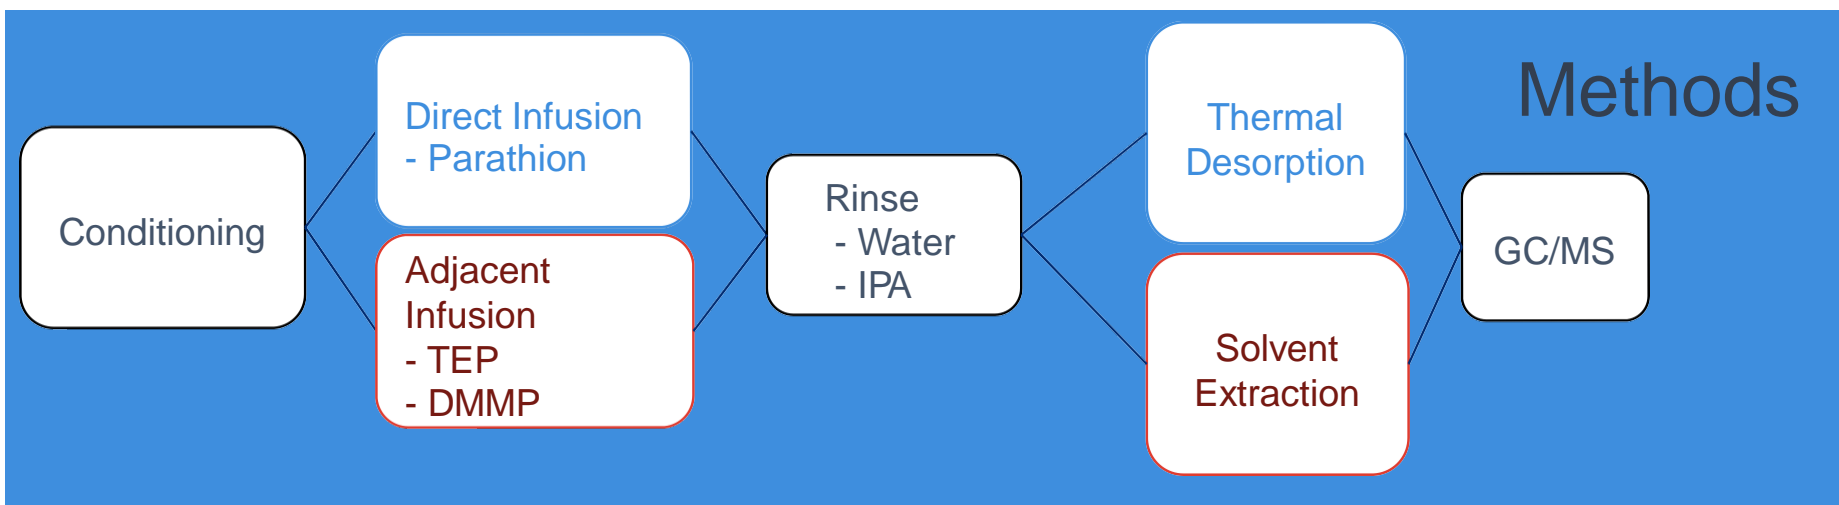 Methods
Conditioning
Direct Infusion
- Parathion
Adjacent
Infusion
- TEP
- DMMP
Rinse
- Water
- IPA
Thermal
Desorption
Solvent
Extraction
GC/MS